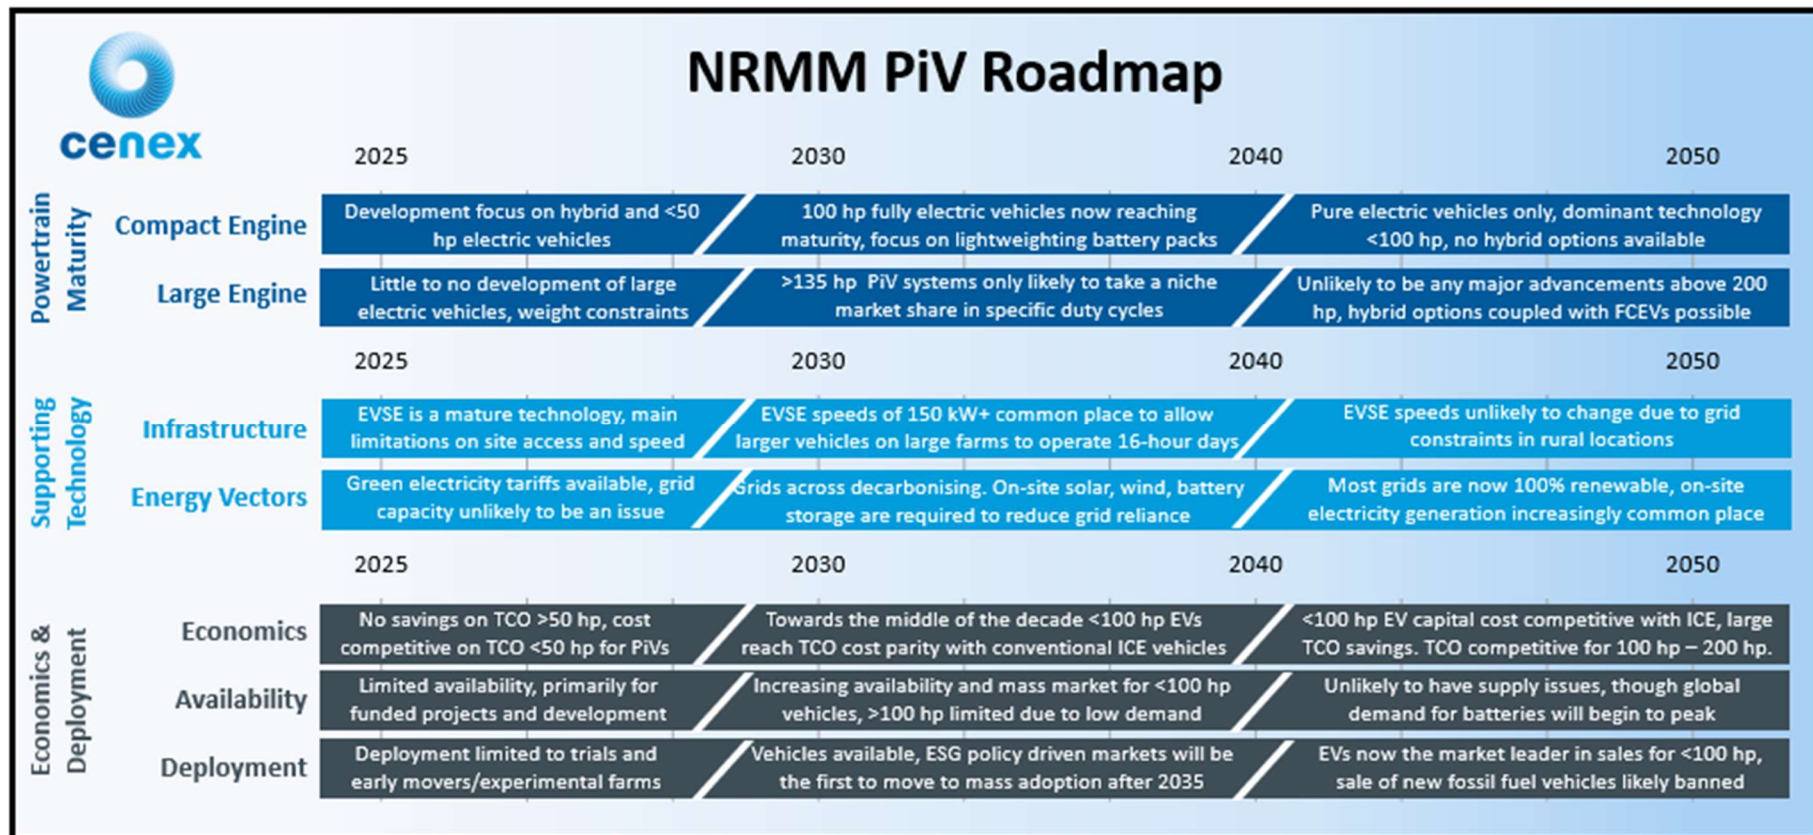 NRMM PiV Roadmap
cenex
2025 2030 2040 2050
Powertrain
Maturity
Compact Engine
Development focus on hybrid and <50
hp electric vehicles
100 hp fully electric vehicles now reaching
maturity, focus on lightweighting battery packs
Pure electric vehicles only, dominant technology
<100 hp, no hybrid options available
Large Engine
Little to no development of large
electric vehicles, weight constraints
>135 hp PiV systems only likely to take a niche
market share in specific duty cycles
Unlikely to be any major advancements above 200
hp, hybrid options coupled with FCEVs possible
2025 2030 2040 2050
Supporting
Technology
Infrastructure
EVSE is a mature technology, main
limitations on site access and speed
EVSE speeds of 150 kW+ common place to allow
larger vehicles on large farms to operate 16-hour days
EVSE speeds unlikely to change due to grid
constraints in rural locations
Energy Vectors
Green electricity tariffs available, grid
capacity unlikely to be an issue
Grids across decarbonising. On-site solar, wind, battery
storage are required to reduce grid reliance
Most grids are now 100% renewable, on-site
electricity generation increasingly common place
2025 2030 2040 2050
Economics &
Deployment
Economics
No savings on TCO >50 hp, cost
competitive on TCO <50 hp for PiVs
Towards the middle of the decade <100 hp EVs
reach TCO cost parity with conventional ICE vehicles
<100 hp EV capital cost competitive with ICE, large
TCO savings. TCO competitive for 100 hp – 200 hp.
Availability
Limited availability, primarily for
funded projects and development
Increasing availability and mass market for <100 hp
vehicles, >100 hp limited due to low demand
Unlikely to have supply issues, though global
demand for batteries will begin to peak
Deployment
Deployment limited to trials and
early movers/experimental farms
Vehicles available, ESG policy driven markets will be
the first to move to mass adoption after 2035
EVs now the market leader in sales for <100 hp,
sale of new fossil fuel vehicles likely banned